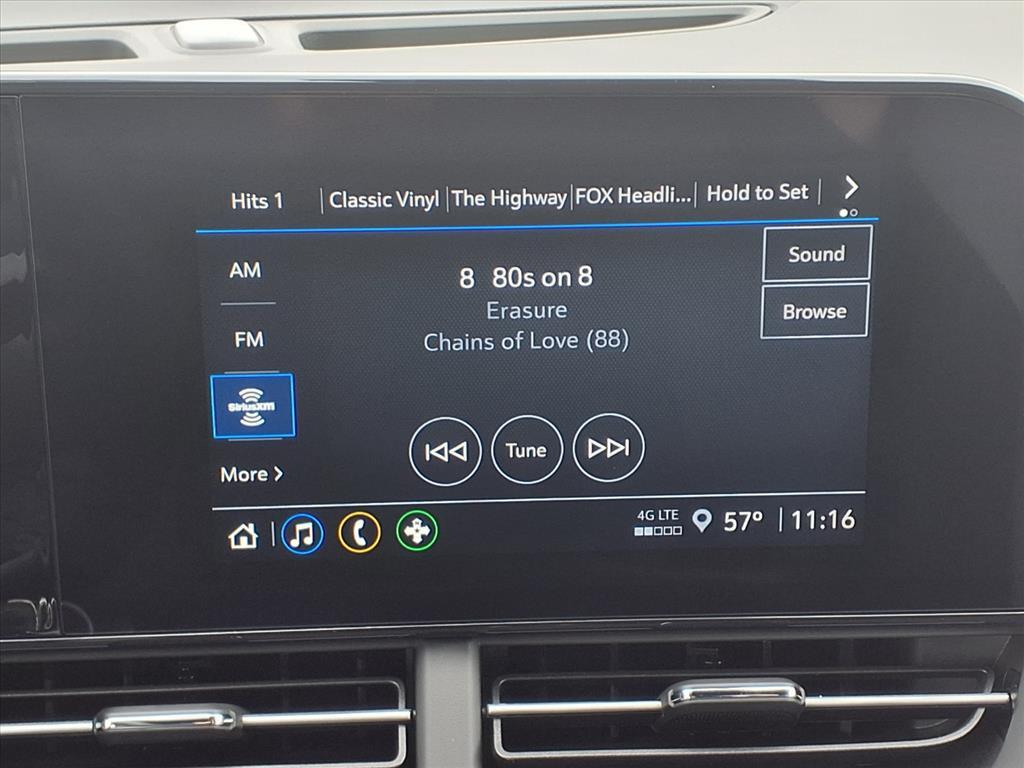 Hits 1 Classic Vinyl The Highway FOX Headli... Hold to Set
AM
8 80s on 8
Sound
Erasure
Browse
FM
Chains of Love (88)
SiriusXM
Tune
More
4G LTE
57° 11:16